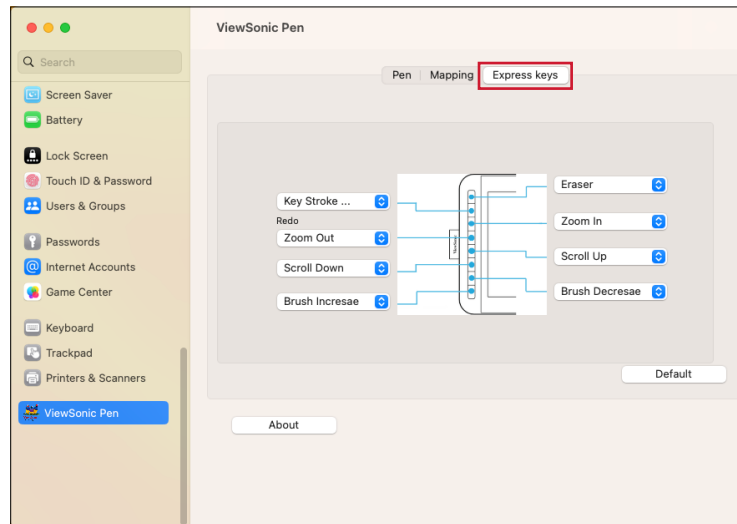 ViewSonic Pen
Search
Screen Saver
Battery
Lock Screen
Touch ID & Password
Users & Groups
Passwords
Internet Accounts
Game Center
Keyboard
Trackpad
Printers & Scanners
ViewSonic Pen
Pen Mapping Express keys
Key Stroke ...
Redo
Zoom Out
Scroll Down
Brush Incresae
Eraser
Zoom In
Scroll Up
Brush Decresae
Default
About